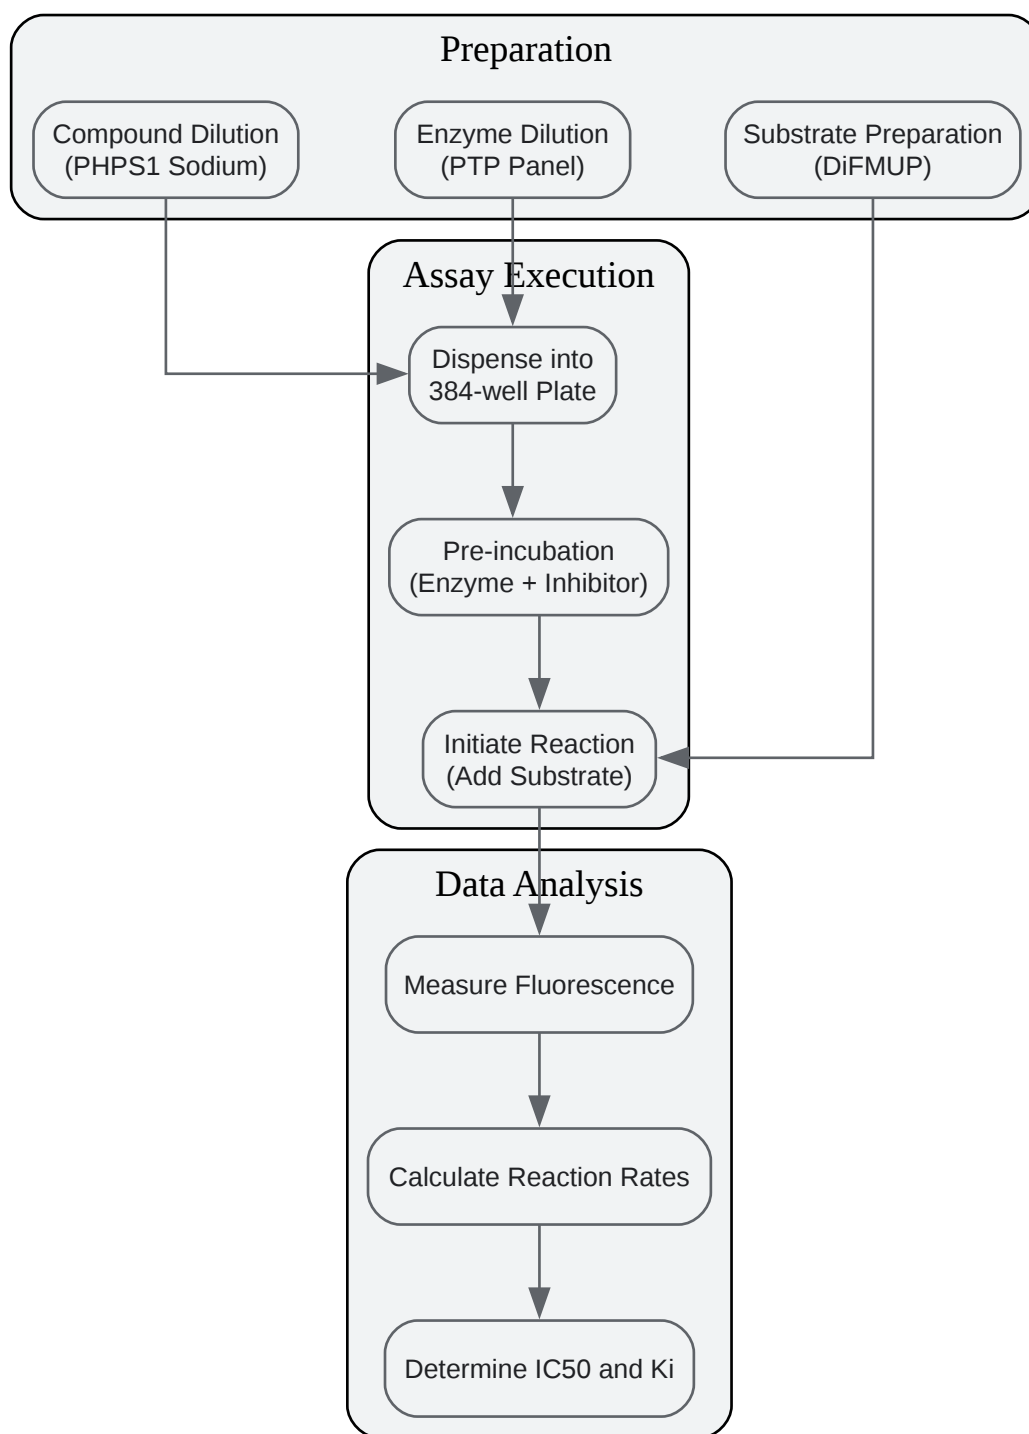 Preparation
Compound Dilution
(PHPS1 Sodium)
Enzyme Dilution
(PTP Panel)
Substrate Preparation
(DiFMUP)
Assay Execution
Dispense into
384-well Plate
Pre-incubation
(Enzyme + Inhibitor)
Initiate Reaction
(Add Substrate)
Data Analysis
Measure Fluorescence
Calculate Reaction Rates
Determine IC50 and Ki